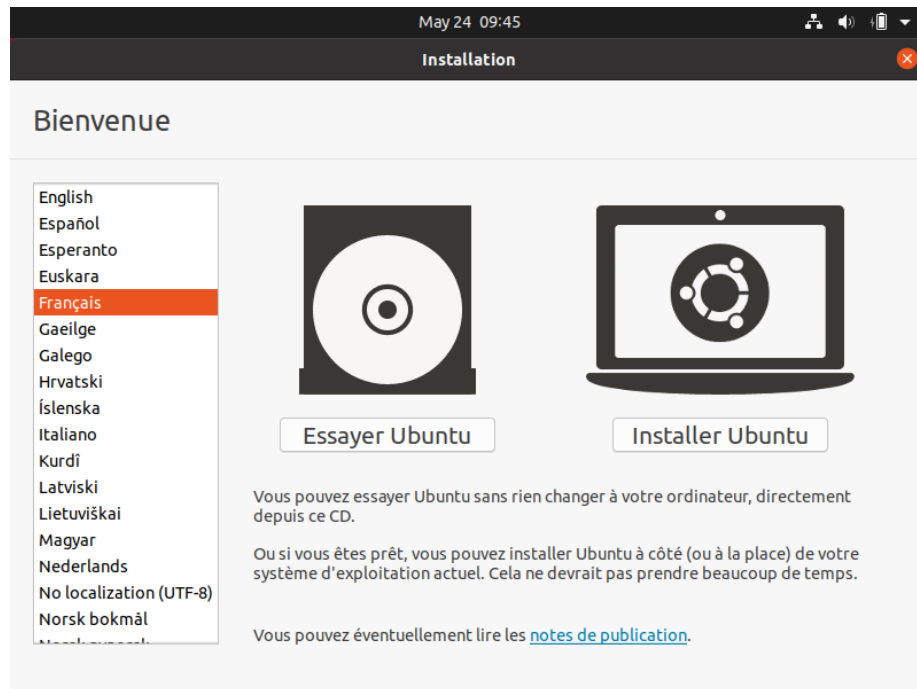 May 24 09:45
Installation
Bienvenue
English
Español
Esperanto
Euskara
Français
Gaeilge
Galego
Hrvatski
Íslenska
Italiano
Kurdî
Latviski
Lietuviškai
Magyar
Nederlands
No localization (UTF-8)
Norsk bokmål
Essayer Ubuntu
Installer Ubuntu
Vous pouvez essayer Ubuntu sans rien changer à votre ordinateur, directement
depuis ce CD.
Ou si vous êtes prêt, vous pouvez installer Ubuntu à côté (ou à la place) de votre
système d'exploitation actuel. Cela ne devrait pas prendre beaucoup de temps.
Vous pouvez éventuellement lire les notes de publication.